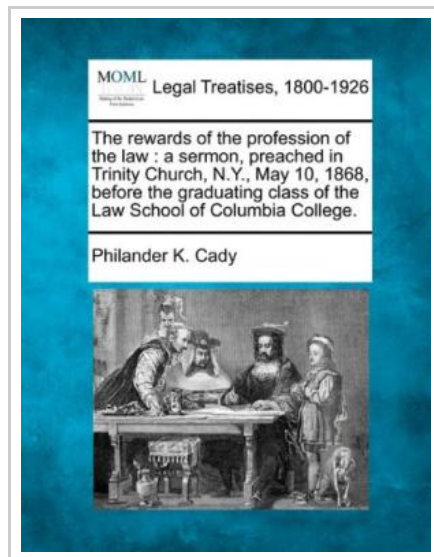 MOML
Legal Treatises, 1800-1926
The rewards of the profession of
the law : a sermon, preached in
Trinity Church, N.Y., May 10, 1868,
before the graduating class of the
Law School of Columbia College.
Philander K. Cady